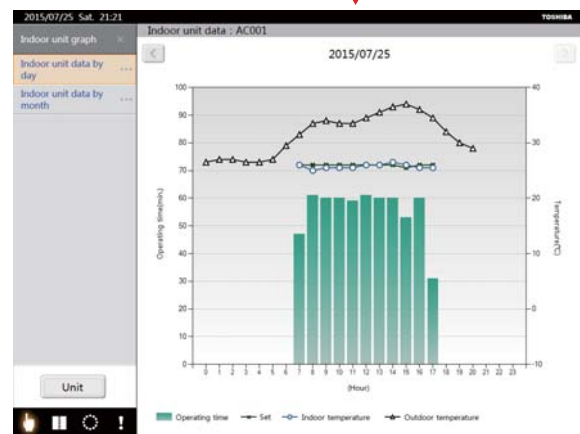 2015/07/25 Sat. 21:21
TOSHIBA
Indoor unit graph ×
Indoor unit data by
day
Indoor unit data by
month
Unit
Indoor unit data : AC001
2015/07/25
Operating time(min.)
100
90
80
70
60
50
40
30
20
10
0
Temperature(℃)
40
30
20
10
-0
-10
0 1 2 3 4 5 6 7 8 9 10 11 12 13 14 15 16 17 18 19 20 21 22 23
(Hour)
Operating time Set Indoor temperature Outdoor temperature